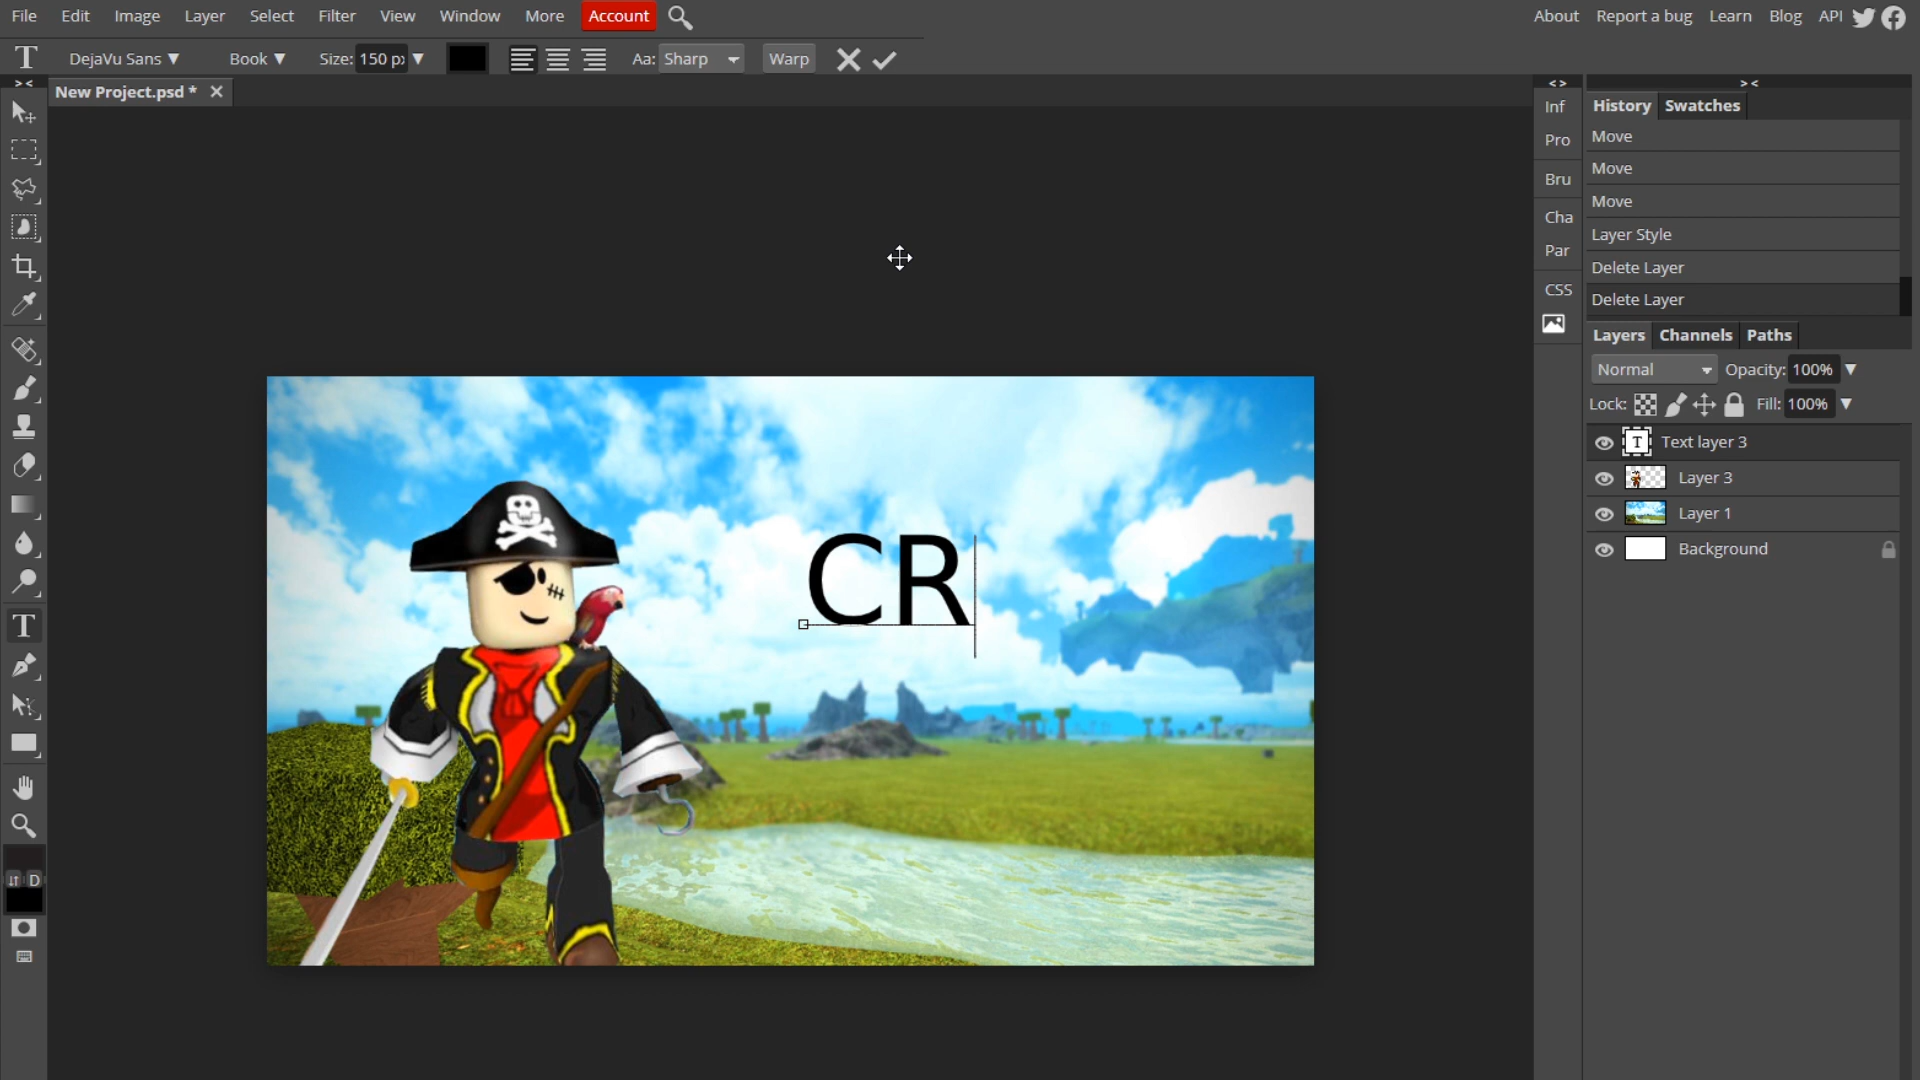 File Edit Image Layer Select Filter View Window More Account About Report a bug Learn Blog API
T DejaVu Sans ▼ Book ▼ Size: 150 px ▼ Aa: Sharp Warp
New Project.psd *
Inf
Pro
Bru
Cha
Par
CSS
History Swatches
Move
Move
Move
Layer Style
Delete Layer
Delete Layer
Layers Channels Paths
Normal Opacity: 100% ▼
Lock: Fill: 100% ▼
T Text layer 3
Layer 3
Layer 1
Background
CR
T
D